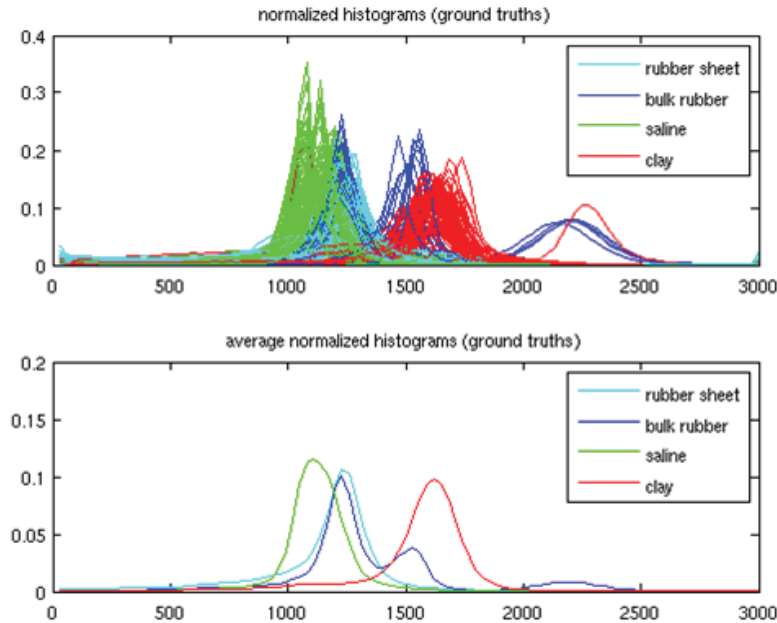 normalized histograms (ground truths)
0.4
0.3
0.2
0.1
0
rubber sheet
bulk rubber
saline
clay
0 500 1000 1500 2000 2500 3000
average normalized histograms (ground truths)
0.2
0.15
0.1
0.05
0
rubber sheet
bulk rubber
saline
clay
0 500 1000 1500 2000 2500 3000